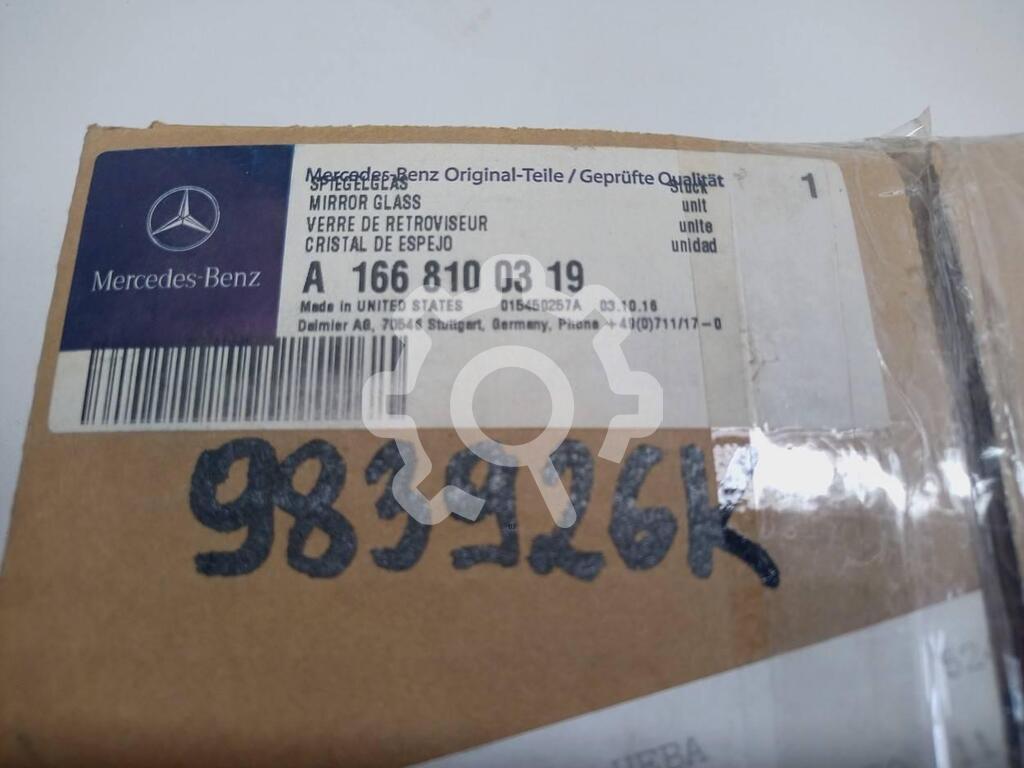 Mercedes-Benz Original-Teile / Geprüfte Qualität
SPIEGELGLAS Stück 1
MIRROR GLASS unit
VERRE DE RETROVISEUR unite
CRISTAL DE ESPEJO unidad
Mercedes-Benz
A 166 810 03 19
Made in UNITED STATES 015450257A 03.10.16
Daimler AG, 70546 Stuttgart, Germany, Phone +49(0)711/17-0
983926K